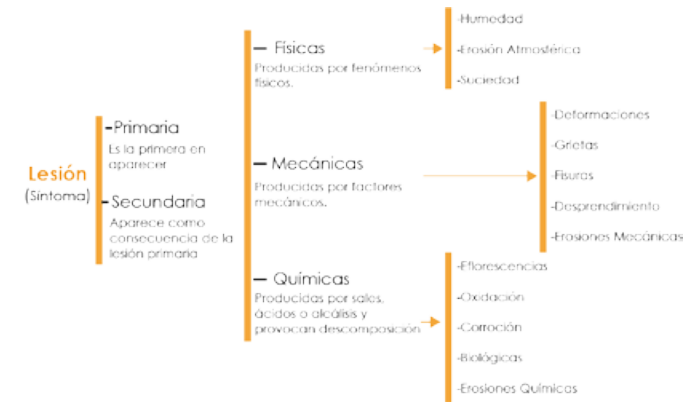 Lesión
(Síntoma)
-Primaria
Es la primera en
aparecer
-Secundaria
Aparece como
consecuencia de la
lesión primaria
— Físicas
Producidas por fenómenos
físicos.
— Mecánicas
Producidas por factores
mecánicos.
— Químicas
Producidas por sales,
ácidos o alcálisis y
provocan descomposición
-Humedad
-Erosión Atmosférica
-Suciedad
-Deformaciones
-Grietas
-Fisuras
-Desprendimiento
-Erosiones Mecánicas
-Eflorescencias
-Oxidación
-Corroción
-Biológicas
-Erosiones Químicas